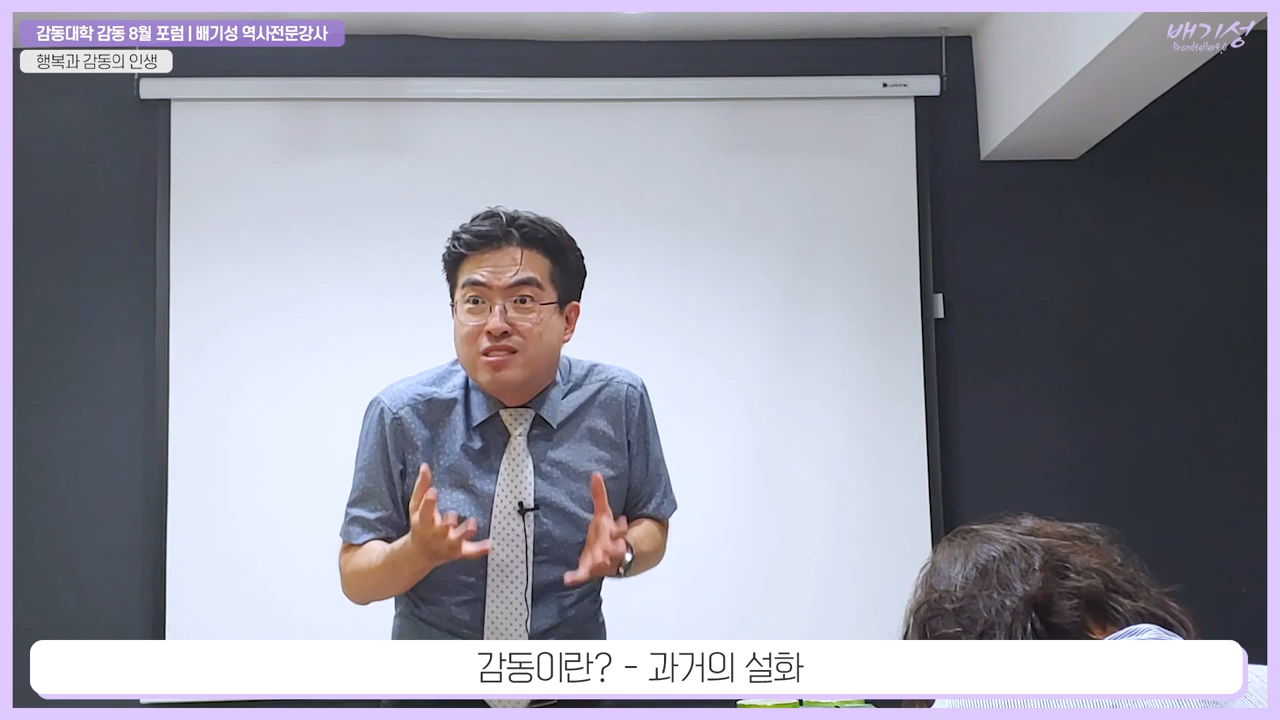 감동대학 감동 8월 포럼 | 배기성 역사전문강사
행복과 감동의 인생
배기성
Brandteller4.0
감동이란? - 과거의 설화